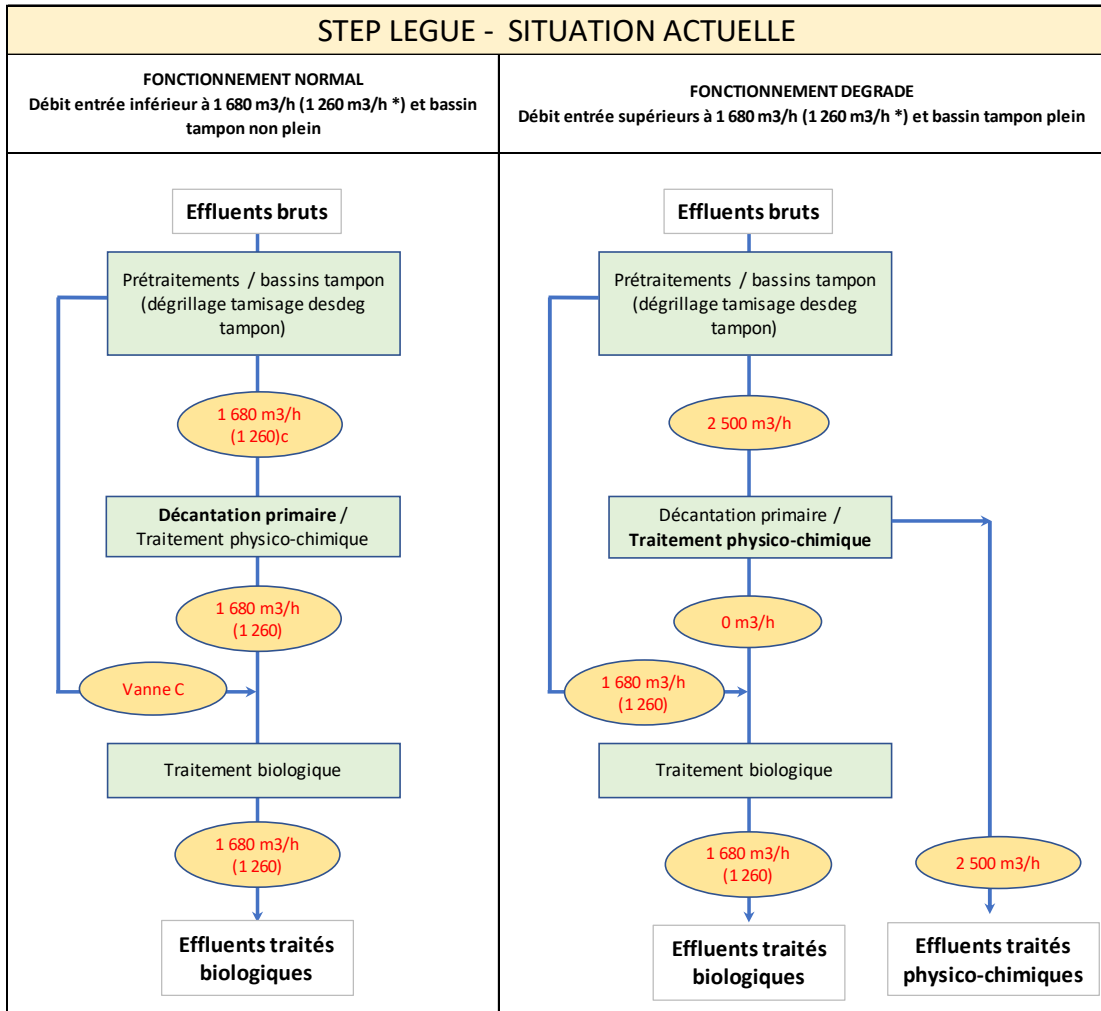 STEP LEGUE -  SITUATION ACTUELLE
FONCTIONNEMENT NORMAL
Débit entrée inférieur à 1 680 m3/h (1 260 m3/h *) et bassin
tampon non plein
FONCTIONNEMENT DEGRADE
Débit entrée supérieurs à 1 680 m3/h (1 260 m3/h *) et bassin tampon plein
Effluents bruts
Prétraitements / bassins tampon
(dégrillage tamisage desdeg
tampon)
1 680 m3/h
(1 260)c
Décantation primaire /
Traitement physico-chimique
1 680 m3/h
(1 260)
Vanne C
Traitement biologique
1 680 m3/h
(1 260)
Effluents traités
biologiques
Effluents bruts
Prétraitements / bassins tampon
(dégrillage tamisage desdeg
tampon)
2 500 m3/h
Décantation primaire /
Traitement physico-chimique
0 m3/h
1 680 m3/h
(1 260)
Traitement biologique
1 680 m3/h
(1 260)
2 500 m3/h
Effluents traités
biologiques
Effluents traités
physico-chimiques